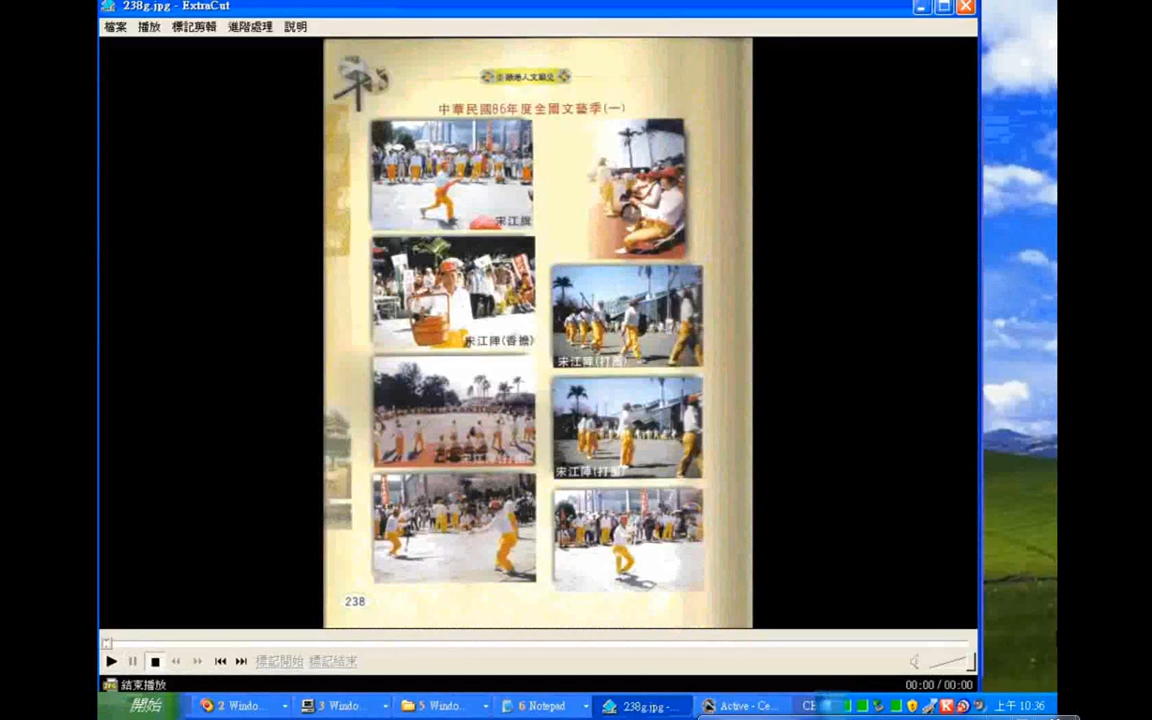 238g.jpg - ExtraCut
檔案 播放 標記剪輯 進階處理 說明
中華民國86年度全國文藝季(一)
宋江旗
宋江陣(香擔)
宋江陣(打圈)
宋江陣(打圈)
238
標記開始 標記結束
結束播放
00:00 / 00:00
開始
2 Windo...
3 Windo...
5 Windo...
6 Notepad
238g.jpg -...
Active - Ce...
上午 10:36